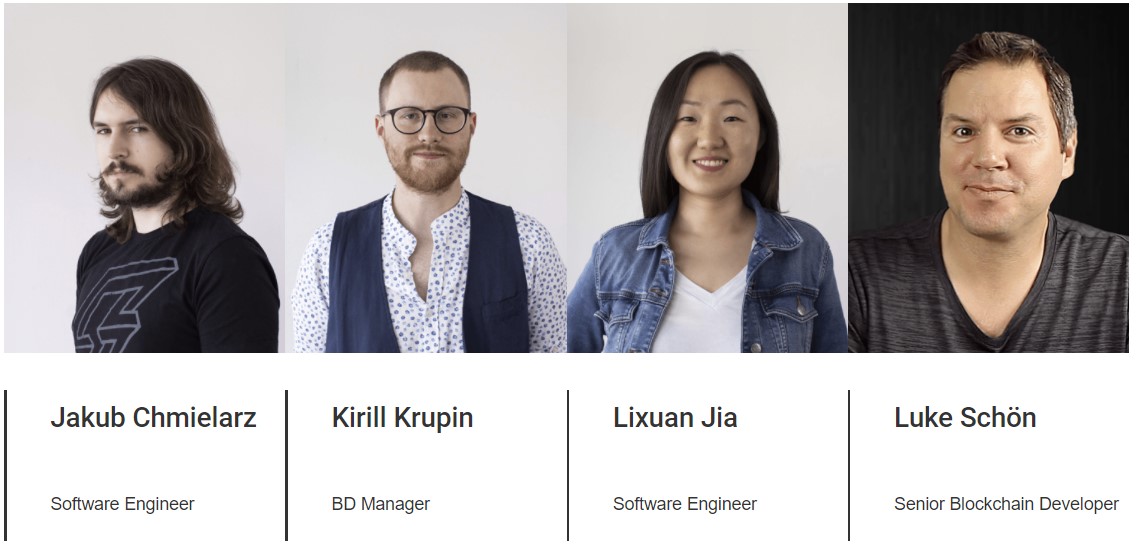 Jakub Chmielarz
Kirill Krupin
Lixuan Jia
Luke Schön
Software Engineer
BD Manager
Software Engineer
Senior Blockchain Developer